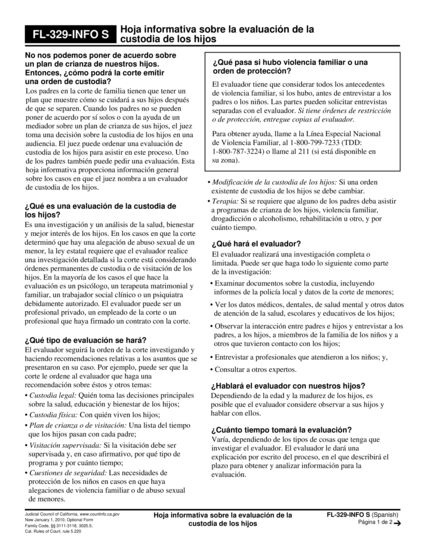 FL-329-INFO S
Hoja informativa sobre la evaluación de la
custodia de los hijos
No nos podemos poner de acuerdo sobre
un plan de crianza de nuestros hijos.
Entonces, ¿cómo podrá la corte emitir
una orden de custodia?
Los padres en la corte de familia tienen que tener un
plan que muestre cómo se cuidará a sus hijos después
de que se separen. Cuando los padres no se pueden
poner de acuerdo por sí solos o con la ayuda de un
mediador sobre un plan de crianza de sus hijos, el juez
toma una decisión sobre la custodia de los hijos en una
audiencia. El juez puede ordenar una evaluación de
custodia de los hijos para asistir en este proceso. Uno
de los padres también puede pedir una evaluación. Esta
hoja informativa proporciona información general
sobre los casos en que el juez nombra a un evaluador
de custodia de los hijos.
¿Qué es una evaluación de la custodia de
los hijos?
Es una investigación y un análisis de la salud, bienestar
y mejor interés de los hijos. En los casos en que la corte
determinó que hay una alegación de abuso sexual de un
menor, la ley estatal requiere que el evaluador realice
una investigación detallada si la corte está considerando
órdenes permanentes de custodia o de visitación de los
hijos. En la mayoría de los casos el que hace la
evaluación es un psicólogo, un terapeuta matrimonial y
familiar, un trabajador social clínico o un psiquiatra
debidamente autorizado. El evaluador puede ser un
profesional privado, un empleado de la corte o un
profesional que haya firmado un contrato con la corte.
¿Qué tipo de evaluación se hará?
El evaluador seguirá la orden de la corte investigando y
haciendo recomendaciones relativas a los asuntos que se
presentaron en su caso. Por ejemplo, puede ser que la
corte le ordene al evaluador que haga una
recomendación sobre éstos y otros temas:
• Custodia legal: Quién toma las decisiones principales
sobre la salud, educación y bienestar de los hijos;
• Custodia física: Con quién viven los hijos;
• Plan de crianza o de visitación: Una lista del tiempo
que los hijos pasan con cada padre;
• Visitación supervisada: Si la visitación debe ser
supervisada y, en caso afirmativo, por qué tipo de
programa y por cuánto tiempo;
• Cuestiones de seguridad: Las necesidades de
protección de los niños en casos en que haya
alegaciones de violencia familiar o de abuso sexual
de menores.
¿Qué pasa si hubo violencia familiar o una
orden de protección?
El evaluador tiene que considerar todos los antecedentes
de violencia familiar, si los hubo, antes de entrevistar a los
padres o los niños. Las partes pueden solicitar entrevistas
separadas con el evaluador. Si tiene órdenes de restricción
o de protección, entregue copias al evaluador.
Para obtener ayuda, llame a la Línea Especial Nacional
de Violencia Familiar, al 1-800-799-7233 (TDD:
1-800-787-3224) o llame al 211 (si está disponible en
su zona).
• Modificación de la custodia de los hijos: Si una orden
existente de custodia de los hijos se debe cambiar.
• Terapia: Si se requiere que alguno de los padres deba asistir
a programas de crianza de los hijos, violencia familiar,
drogadicción o alcoholismo, rehabilitación u otro, y por
cuánto tiempo.
¿Qué hará el evaluador?
El evaluador realizará una investigación completa o
limitada. Puede ser que haga todo lo siguiente como parte
de la investigación:
• Examinar documentos sobre la custodia, incluyendo
informes de la policía local y datos de la corte de menores;
• Ver los datos médicos, dentales, de salud mental y otros datos
de atención de la salud, escolares y educativos de los hijos;
• Observar la interacción entre padres e hijos y entrevistar a los
padres, a los hijos, a miembros de la familia de los niños y a
otros que tuvieron contacto con los hijos;
• Entrevistar a profesionales que atendieron a los niños; y,
• Consultar a otros expertos.
¿Hablará el evaluador con nuestros hijos?
Dependiendo de la edad y la madurez de los hijos, es
posible que el evaluador considere observar a sus hijos y
hablar con ellos.
¿Cuánto tiempo tomará la evaluación?
Varía, dependiendo de los tipos de cosas que tenga que
investigar el evaluador. El evaluador le dará una
explicación por escrito del proceso, en el que describirá el
plazo para obtener y analizar información para la
evaluación.
Judicial Council of California, www.courtinfo.ca.gov
New January 1, 2010, Optional Form
Family Code, §§ 3111-3118, 3025.5;
Cal. Rules of Court, rule 5.220
Hoja informativa sobre la evaluación de la
custodia de los hijos
FL-329-INFO S (Spanish)
Página 1 de 2